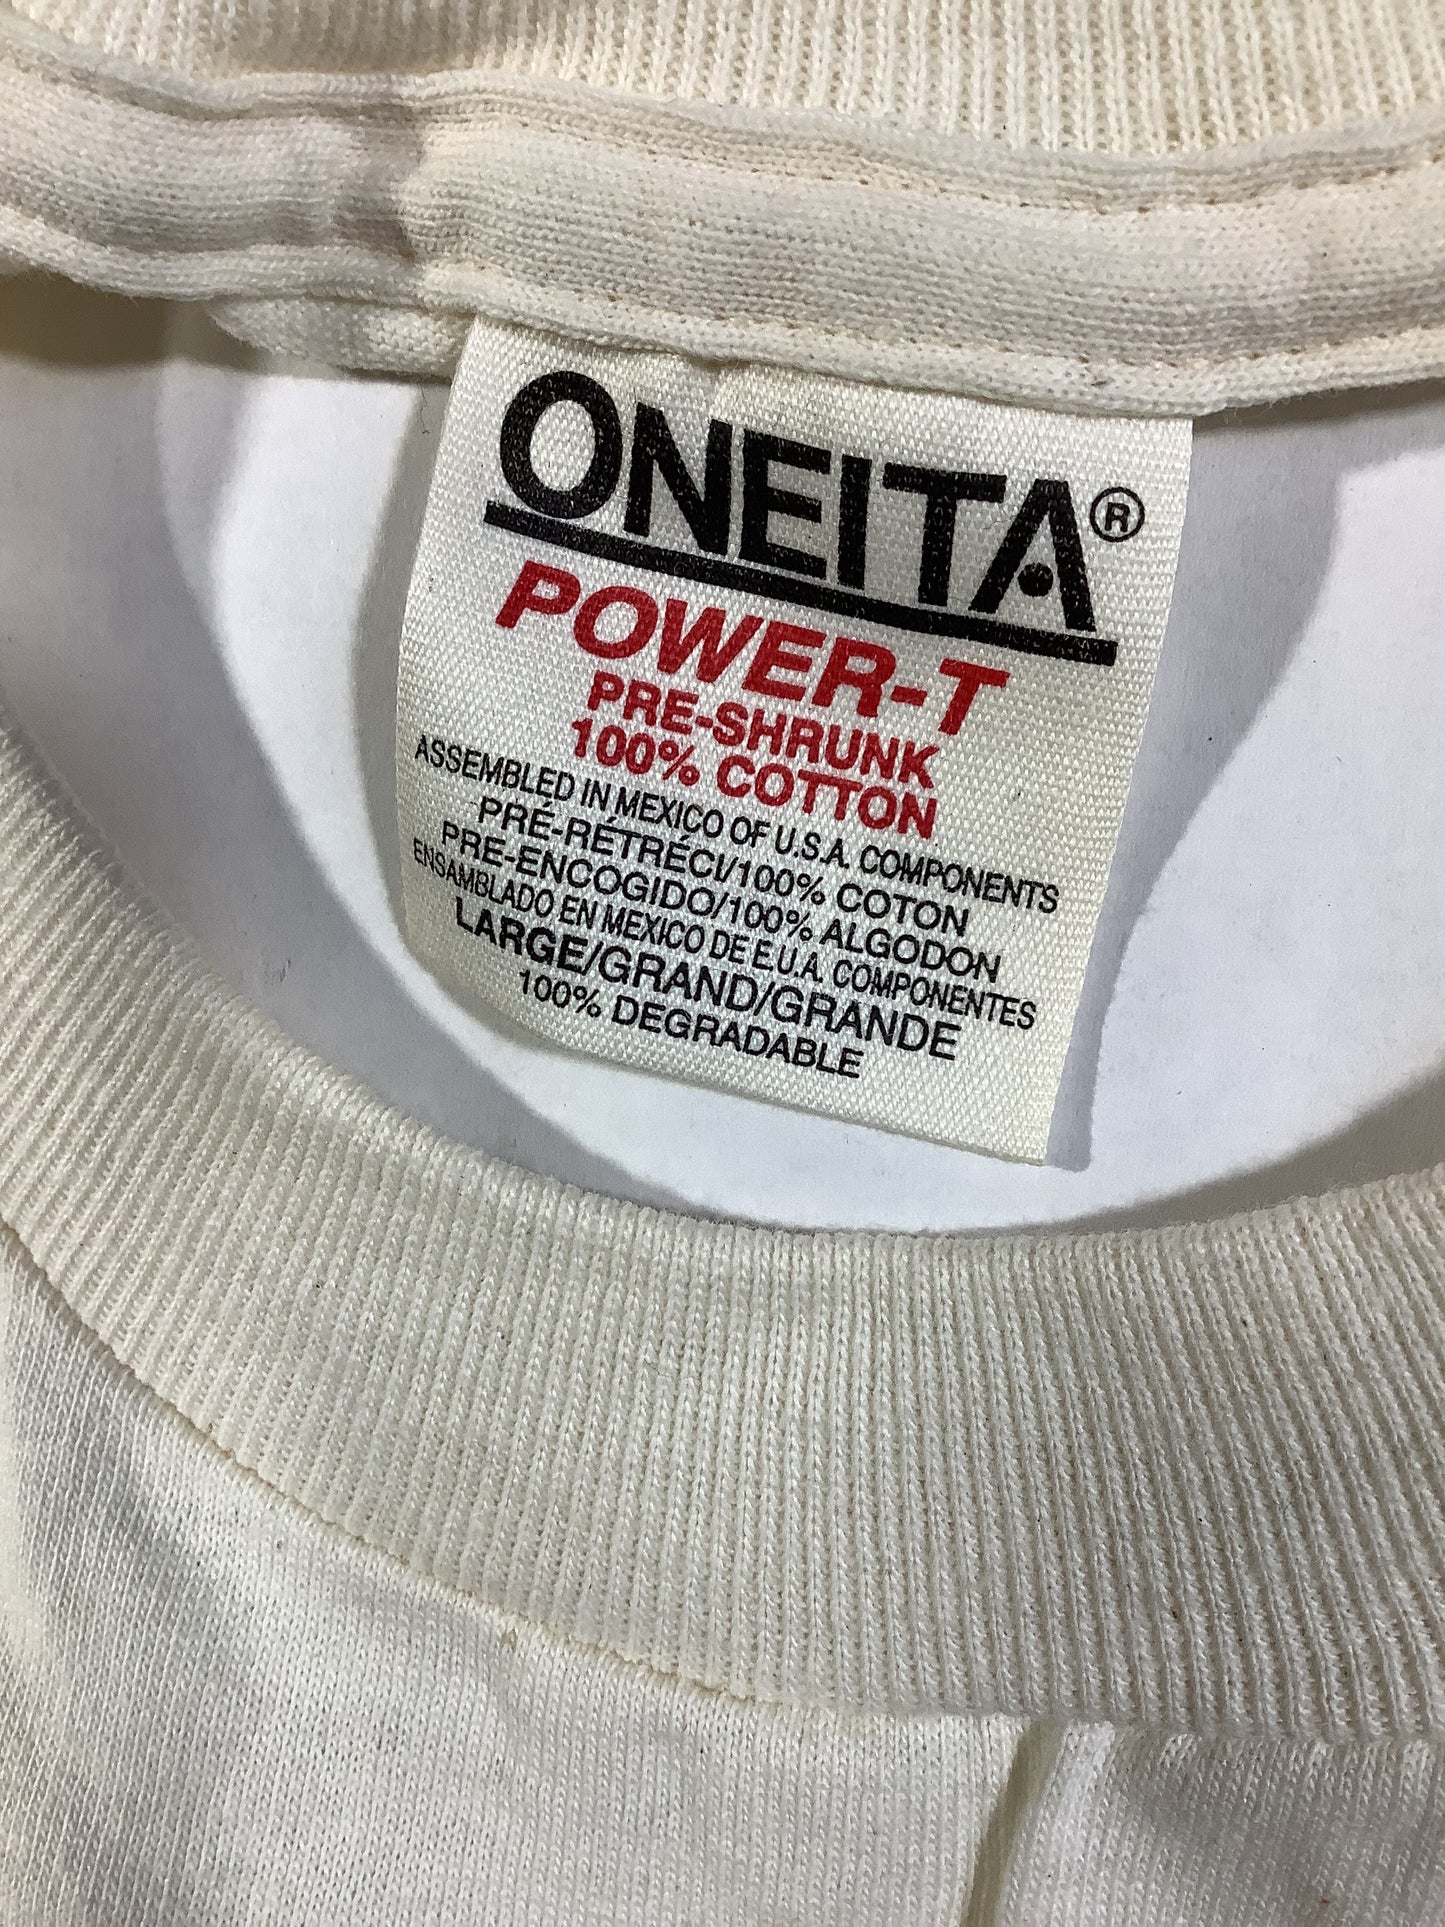 ONEITA®
POWER-T
PRE-SHRUNK
100% COTTON
ASSEMBLED IN MEXICO OF U.S.A. COMPONENTS
PRÉ-RÉTRÉCI/100% COTON
PRE-ENCOGIDO/100% ALGODON
ENSAMBLADO EN MEXICO DE E.U.A. COMPONENTES
LARGE/GRAND/GRANDE
100% DEGRADABLE